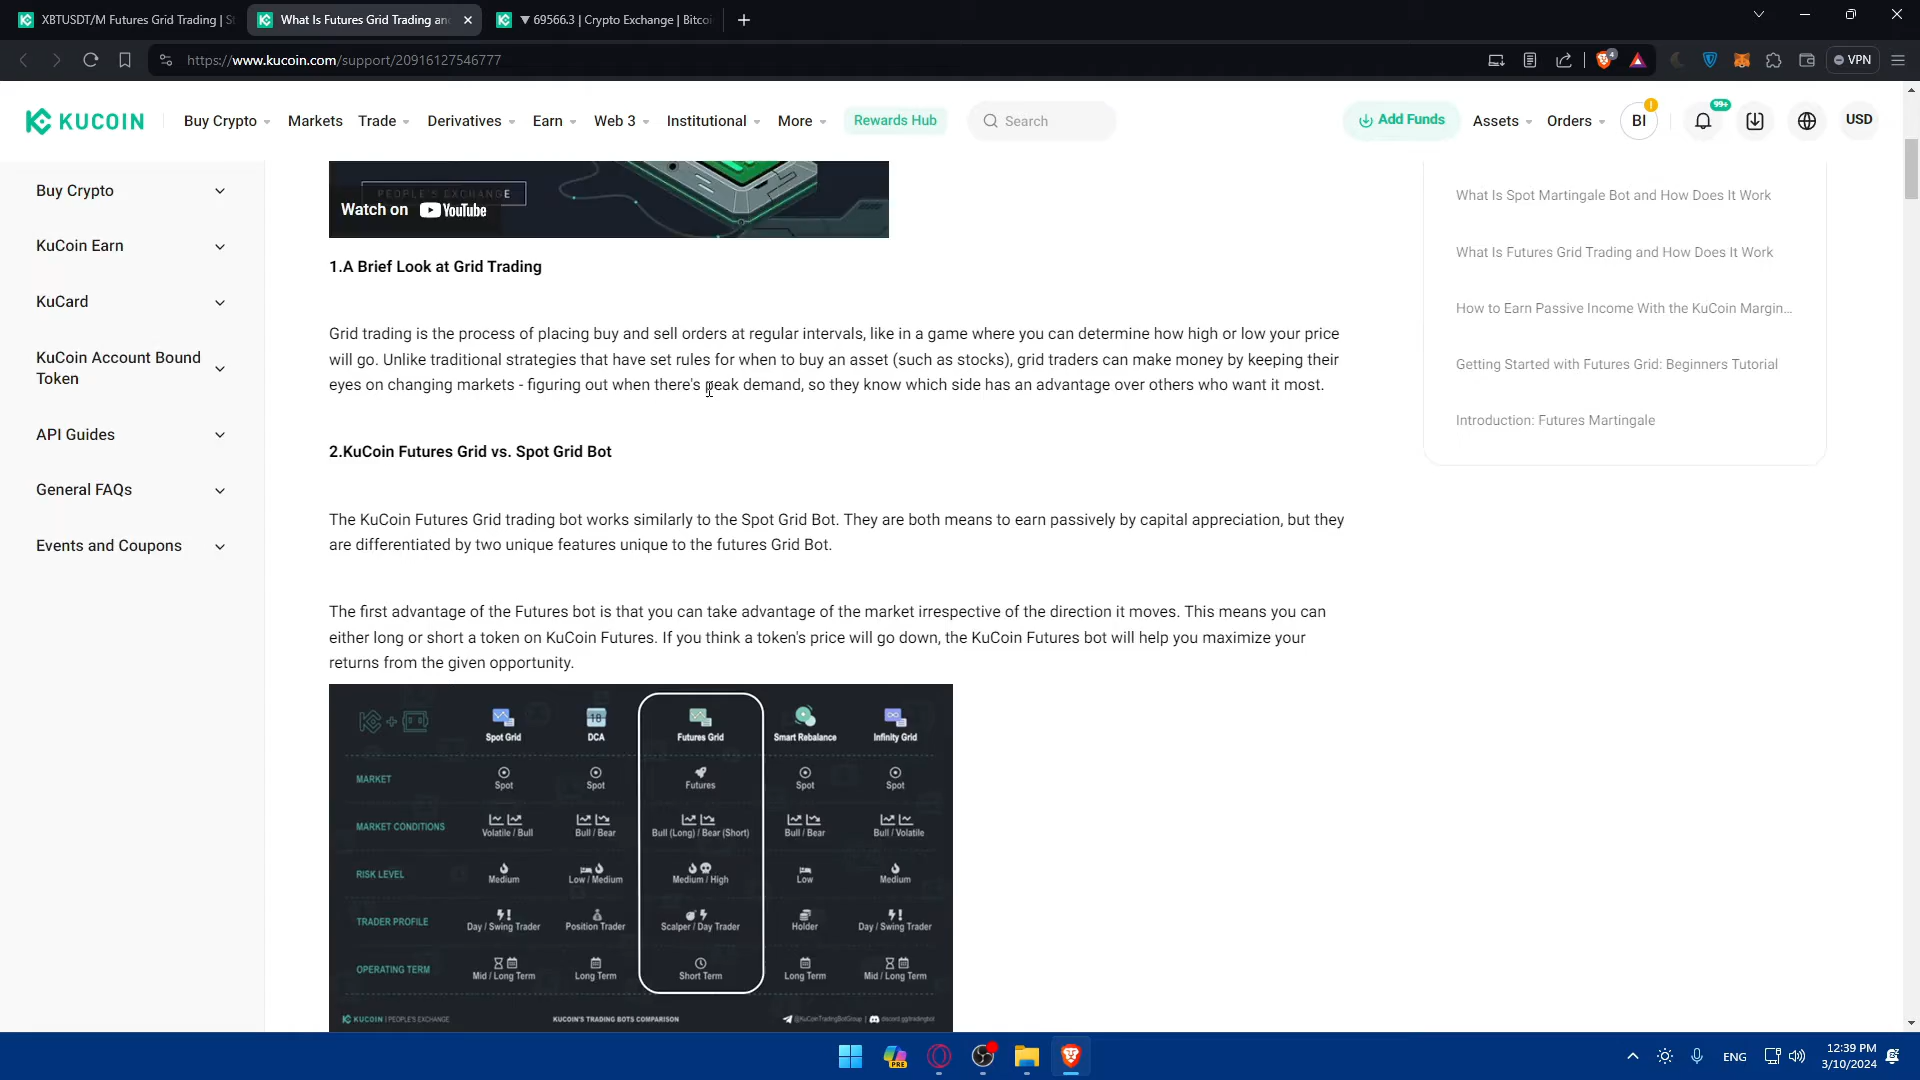 XBTUSDT/M Futures Grid Trading | S
What Is Futures Grid Trading an
▼ 69566.3 | Crypto Exchange | Bitcoi
https://www.kucoin.com/support/20916127546777
4
VPN
KUCOIN
Buy Crypto
Markets
Trade
Derivatives
Earn
Web 3
Institutional
More
Rewards Hub
Search
Add Funds
Assets
Orders
BI
99+
USD
Buy Crypto
KuCoin Earn
KuCard
KuCoin Account Bound
Token
API Guides
General FAQs
Events and Coupons
PEOPLE'S EXCHANGE
Watch on YouTube
1.A Brief Look at Grid Trading
Grid trading is the process of placing buy and sell orders at regular intervals, like in a game where you can determine how high or low your price
will go. Unlike traditional strategies that have set rules for when to buy an asset (such as stocks), grid traders can make money by keeping their
eyes on changing markets - figuring out when there's peak demand, so they know which side has an advantage over others who want it most.
2.KuCoin Futures Grid vs. Spot Grid Bot
The KuCoin Futures Grid trading bot works similarly to the Spot Grid Bot. They are both means to earn passively by capital appreciation, but they
are differentiated by two unique features unique to the futures Grid Bot.
The first advantage of the Futures bot is that you can take advantage of the market irrespective of the direction it moves. This means you can
either long or short a token on KuCoin Futures. If you think a token's price will go down, the KuCoin Futures bot will help you maximize your
returns from the given opportunity.
Spot Grid DCA Futures Grid Smart Rebalance Infinity Grid
MARKET Spot Spot Futures Spot Spot
MARKET CONDITIONS Volatile / Bull Bull / Bear Bull (Long) / Bear (Short) Bull / Bear Bull / Volatile
RISK LEVEL Medium Low / Medium Medium / High Low Medium
TRADER PROFILE Day / Swing Trader Position Trader Scalper / Day Trader Holder Day / Swing Trader
OPERATING TERM Mid / Long Term Long Term Short Term Long Term Mid / Long Term
KUCOIN | PEOPLE'S EXCHANGE KUCOIN'S TRADING BOTS COMPARISON @KuCoinTradingBotGroup | discord.gg/tradingbot
What Is Spot Martingale Bot and How Does It Work
What Is Futures Grid Trading and How Does It Work
How to Earn Passive Income With the KuCoin Margin...
Getting Started with Futures Grid: Beginners Tutorial
Introduction: Futures Martingale
PRE
ENG
12:39 PM
3/10/2024